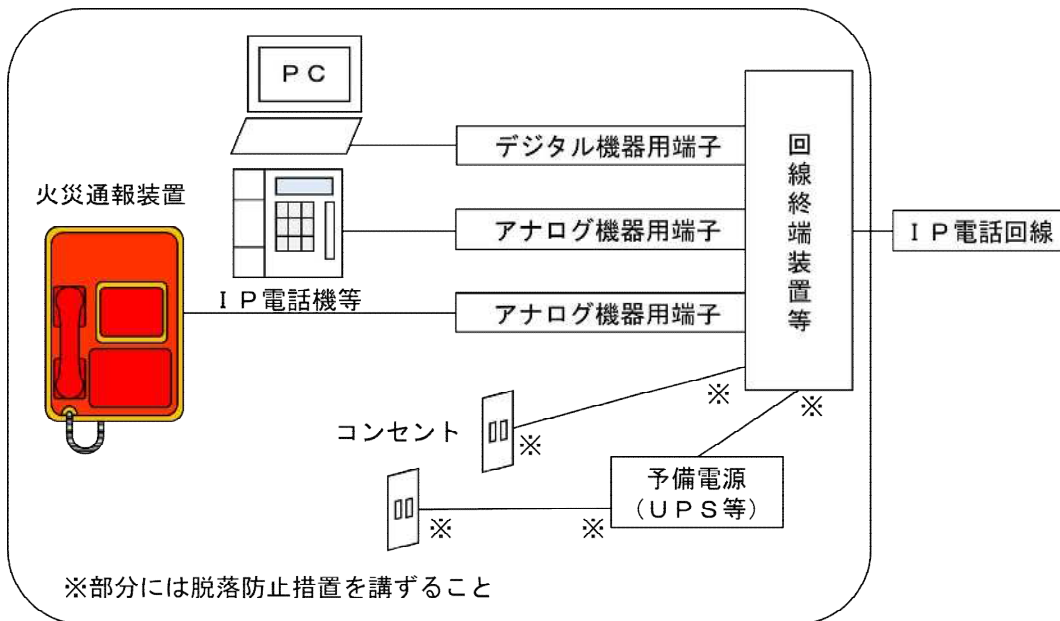 ＰＣ
デジタル機器用端子
火災通報装置
アナログ機器用端子
回線終端装置等
ＩＰ電話回線
ＩＰ電話機等
アナログ機器用端子
※
※
コンセント
※
予備電源
（ＵＰＳ等）
※
※
※部分には脱落防止措置を講ずること